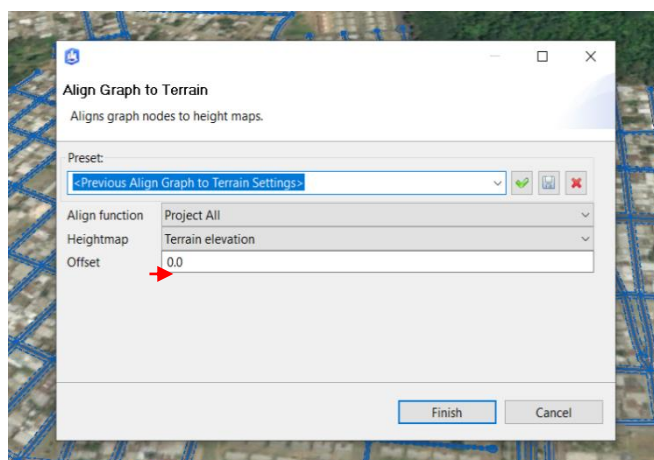 Align Graph to Terrain
Aligns graph nodes to height maps.
Preset:
<Previous Align Graph to Terrain Settings>
Align function Project All
Heightmap Terrain elevation
Offset 0.0
Finish Cancel